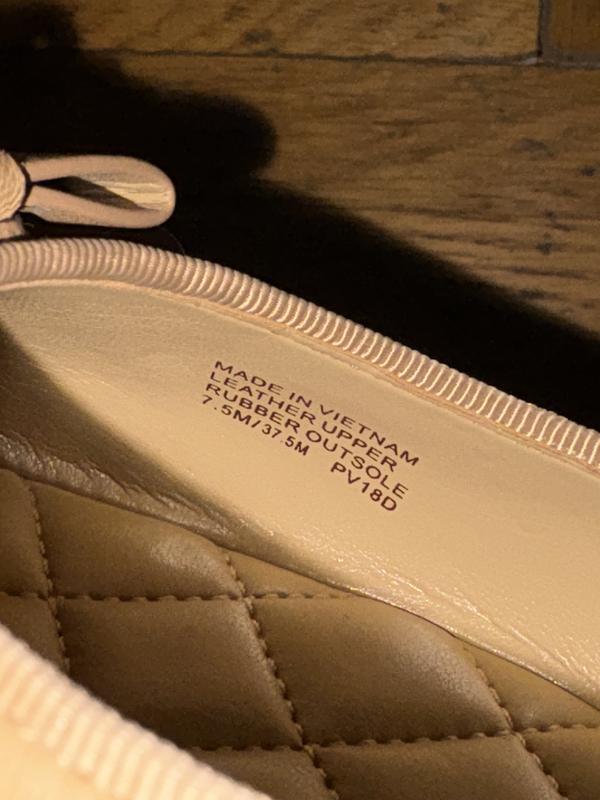 MADE IN VIETNAM
LEATHER UPPER
RUBBER OUTSOLE
7.5M/37.5M PV18D